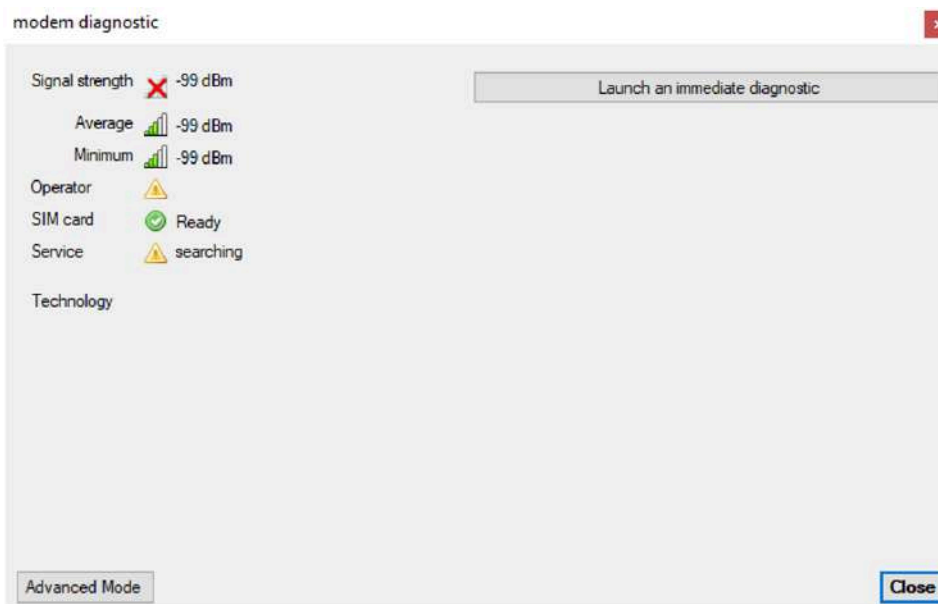 modem diagnostic
Signal strength -99 dBm
Launch an immediate diagnostic
Average -99 dBm
Minimum -99 dBm
Operator
SIM card Ready
Service searching
Technology
Advanced Mode
Close